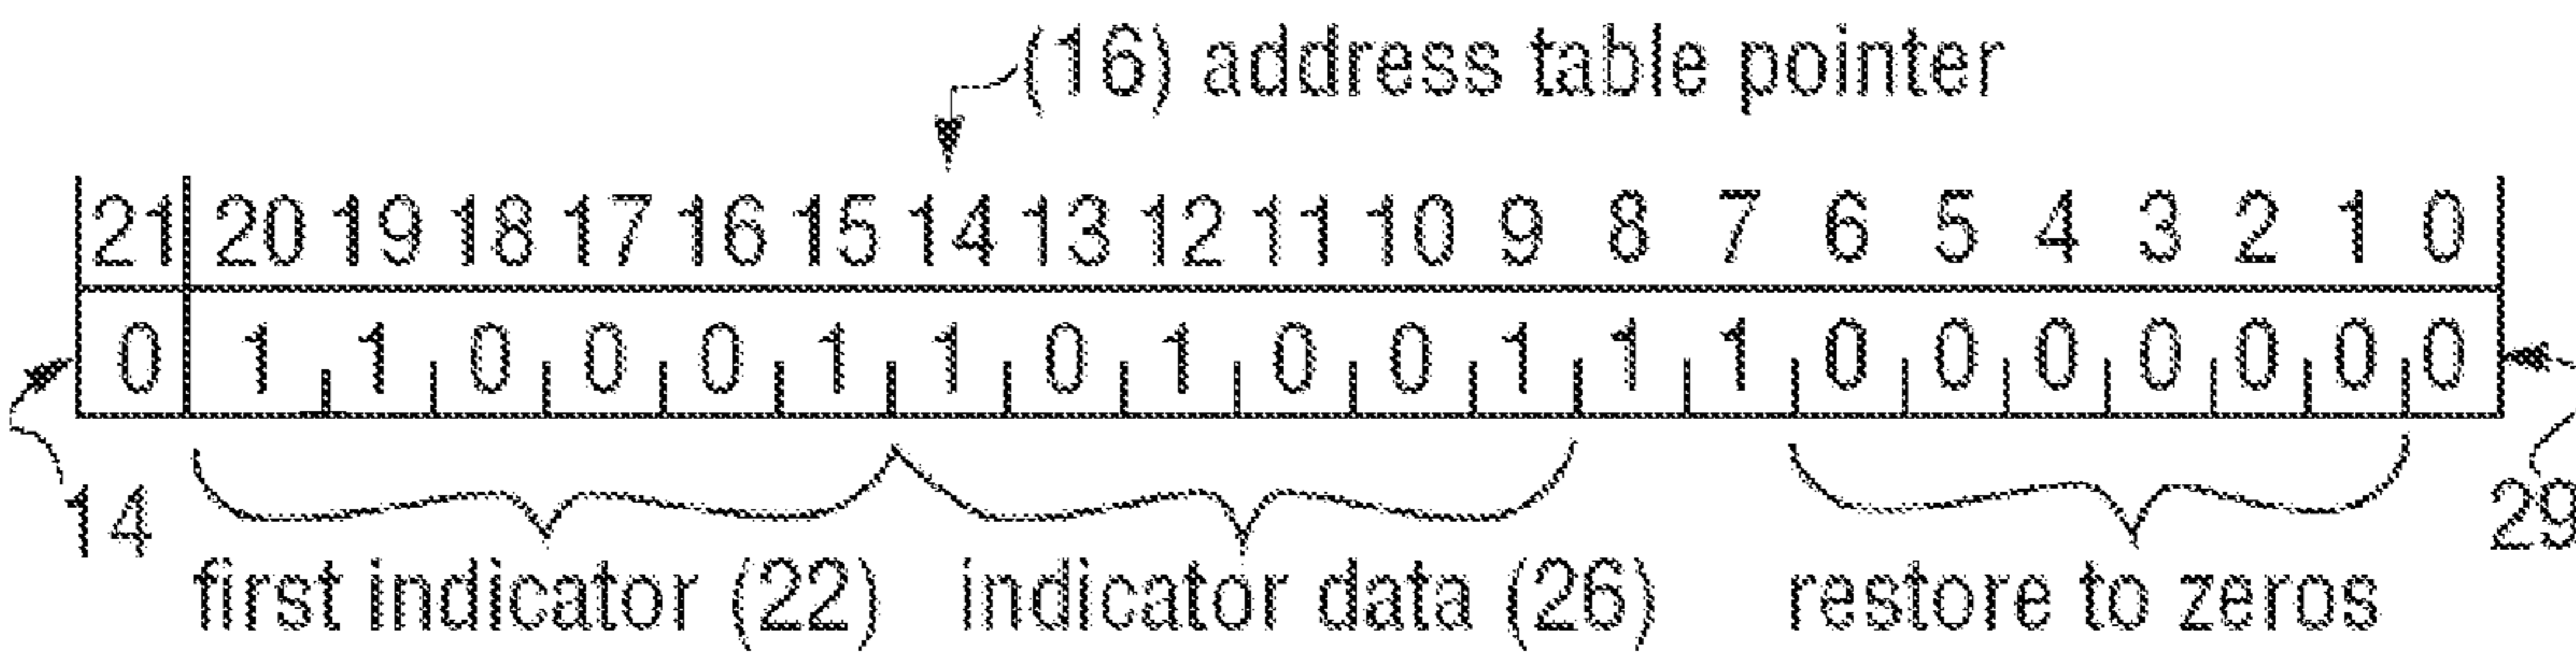 (16) address table pointer
21 20 19 18 17 16 15 14 13 12 11 10 9 8 7 6 5 4 3 2 1 0
0 1 1 0 0 0 1 1 0 1 0 0 1 1 1 0 0 0 0 0 0 0
14 29
first indicator (22) indicator data (26) restore to zeros